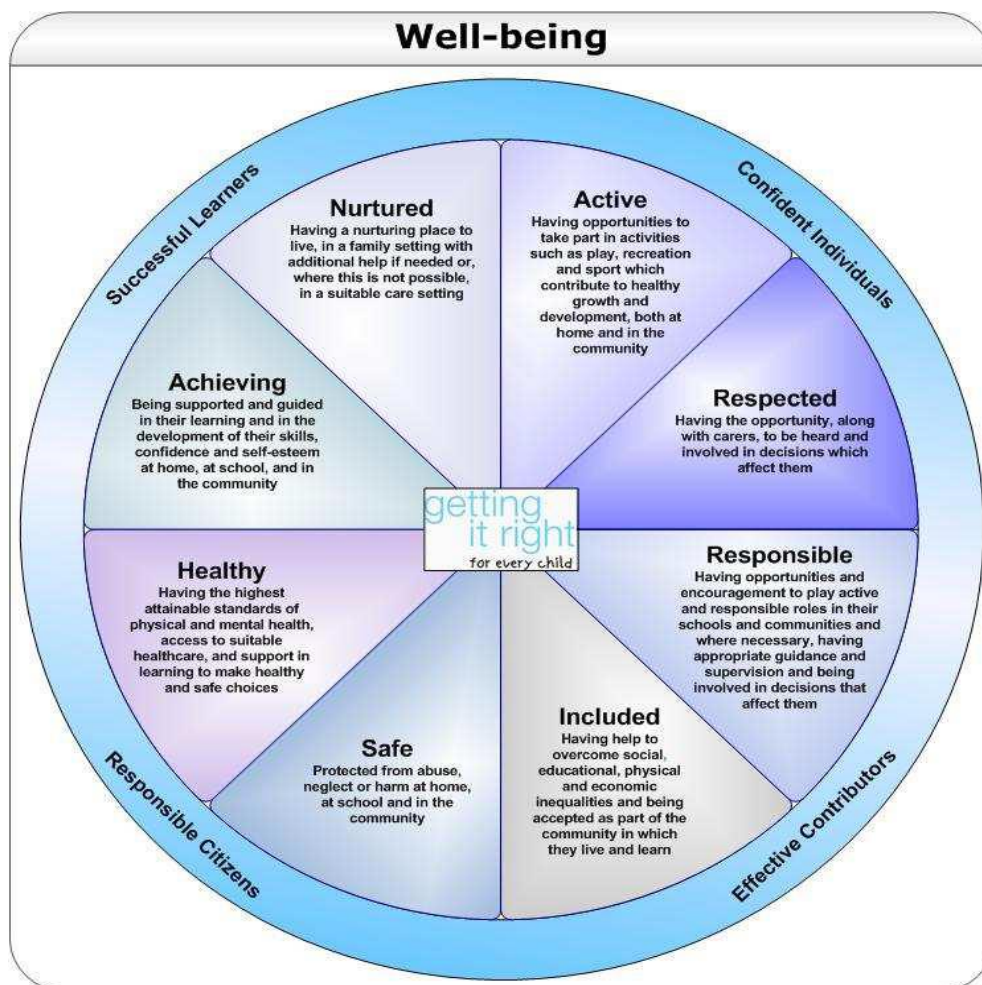 Well-being
Successful Learners
Confident Individuals
Nurtured
Having a nurturing place to
live, in a family setting with
additional help if needed or,
where this is not possible,
in a suitable care setting
Active
Having opportunities to
take part in activities
such as play, recreation
and sport which
contribute to healthy
growth and
development, both at
home and in the
community
Achieving
Being supported and guided
in their learning and in the
development of their skills,
confidence and self-esteem
at home, at school, and in
the community
Respected
Having the opportunity, along
with carers, to be heard and
involved in decisions which
affect them
getting
it right
for every child
Healthy
Having the highest
attainable standards of
physical and mental health,
access to suitable
healthcare, and support in
learning to make healthy
and safe choices
Responsible
Having opportunities and
encouragement to play active
and responsible roles in their
schools and communities and
where necessary, having
appropriate guidance and
supervision and being
involved in decisions that
affect them
Safe
Protected from abuse,
neglect or harm at home,
at school and in the
community
Included
Having help to
overcome social,
educational, physical
and economic
inequalities and being
accepted as part of the
community in which
they live and learn
Responsible Citizens
Effective Contributors